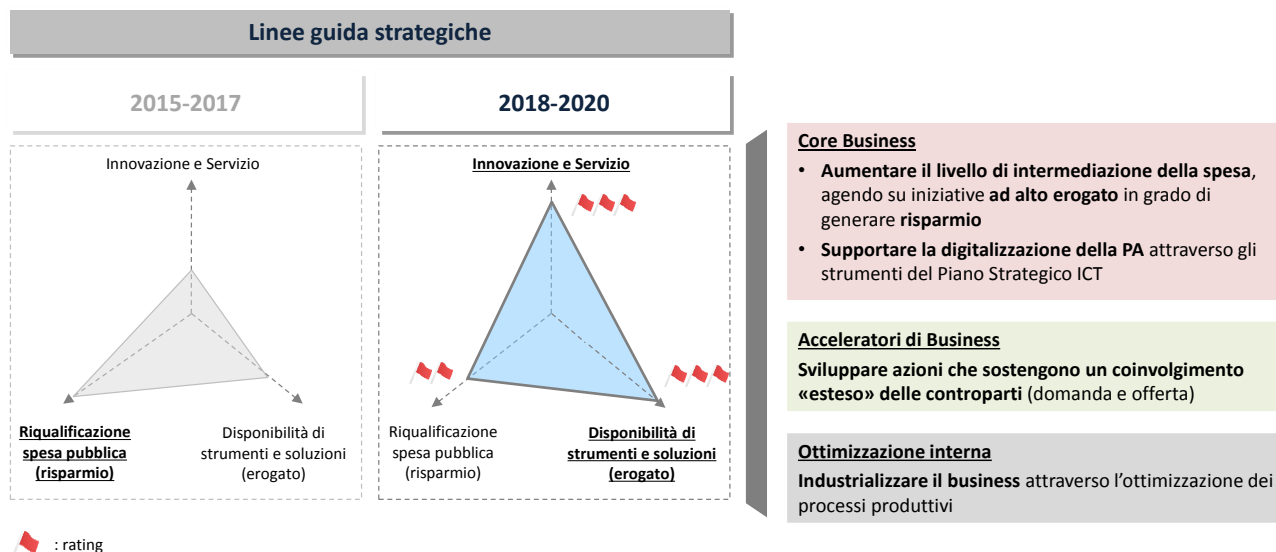 Linee guida strategiche
2015-2017
2018-2020
Innovazione e Servizio
Riqualificazione
spesa pubblica
(risparmio)
Disponibilità di
strumenti e soluzioni
(erogato)
Innovazione e Servizio
Riqualificazione
spesa pubblica
(risparmio)
Disponibilità di
strumenti e soluzioni
(erogato)
: rating
Core Business
• Aumentare il livello di intermediazione della spesa,
agendo su iniziative ad alto erogato in grado di
generare risparmio
• Supportare la digitalizzazione della PA attraverso gli
strumenti del Piano Strategico ICT
Acceleratori di Business
Sviluppare azioni che sostengono un coinvolgimento
«esteso» delle controparti (domanda e offerta)
Ottimizzazione interna
Industrializzare il business attraverso l'ottimizzazione dei
processi produttivi